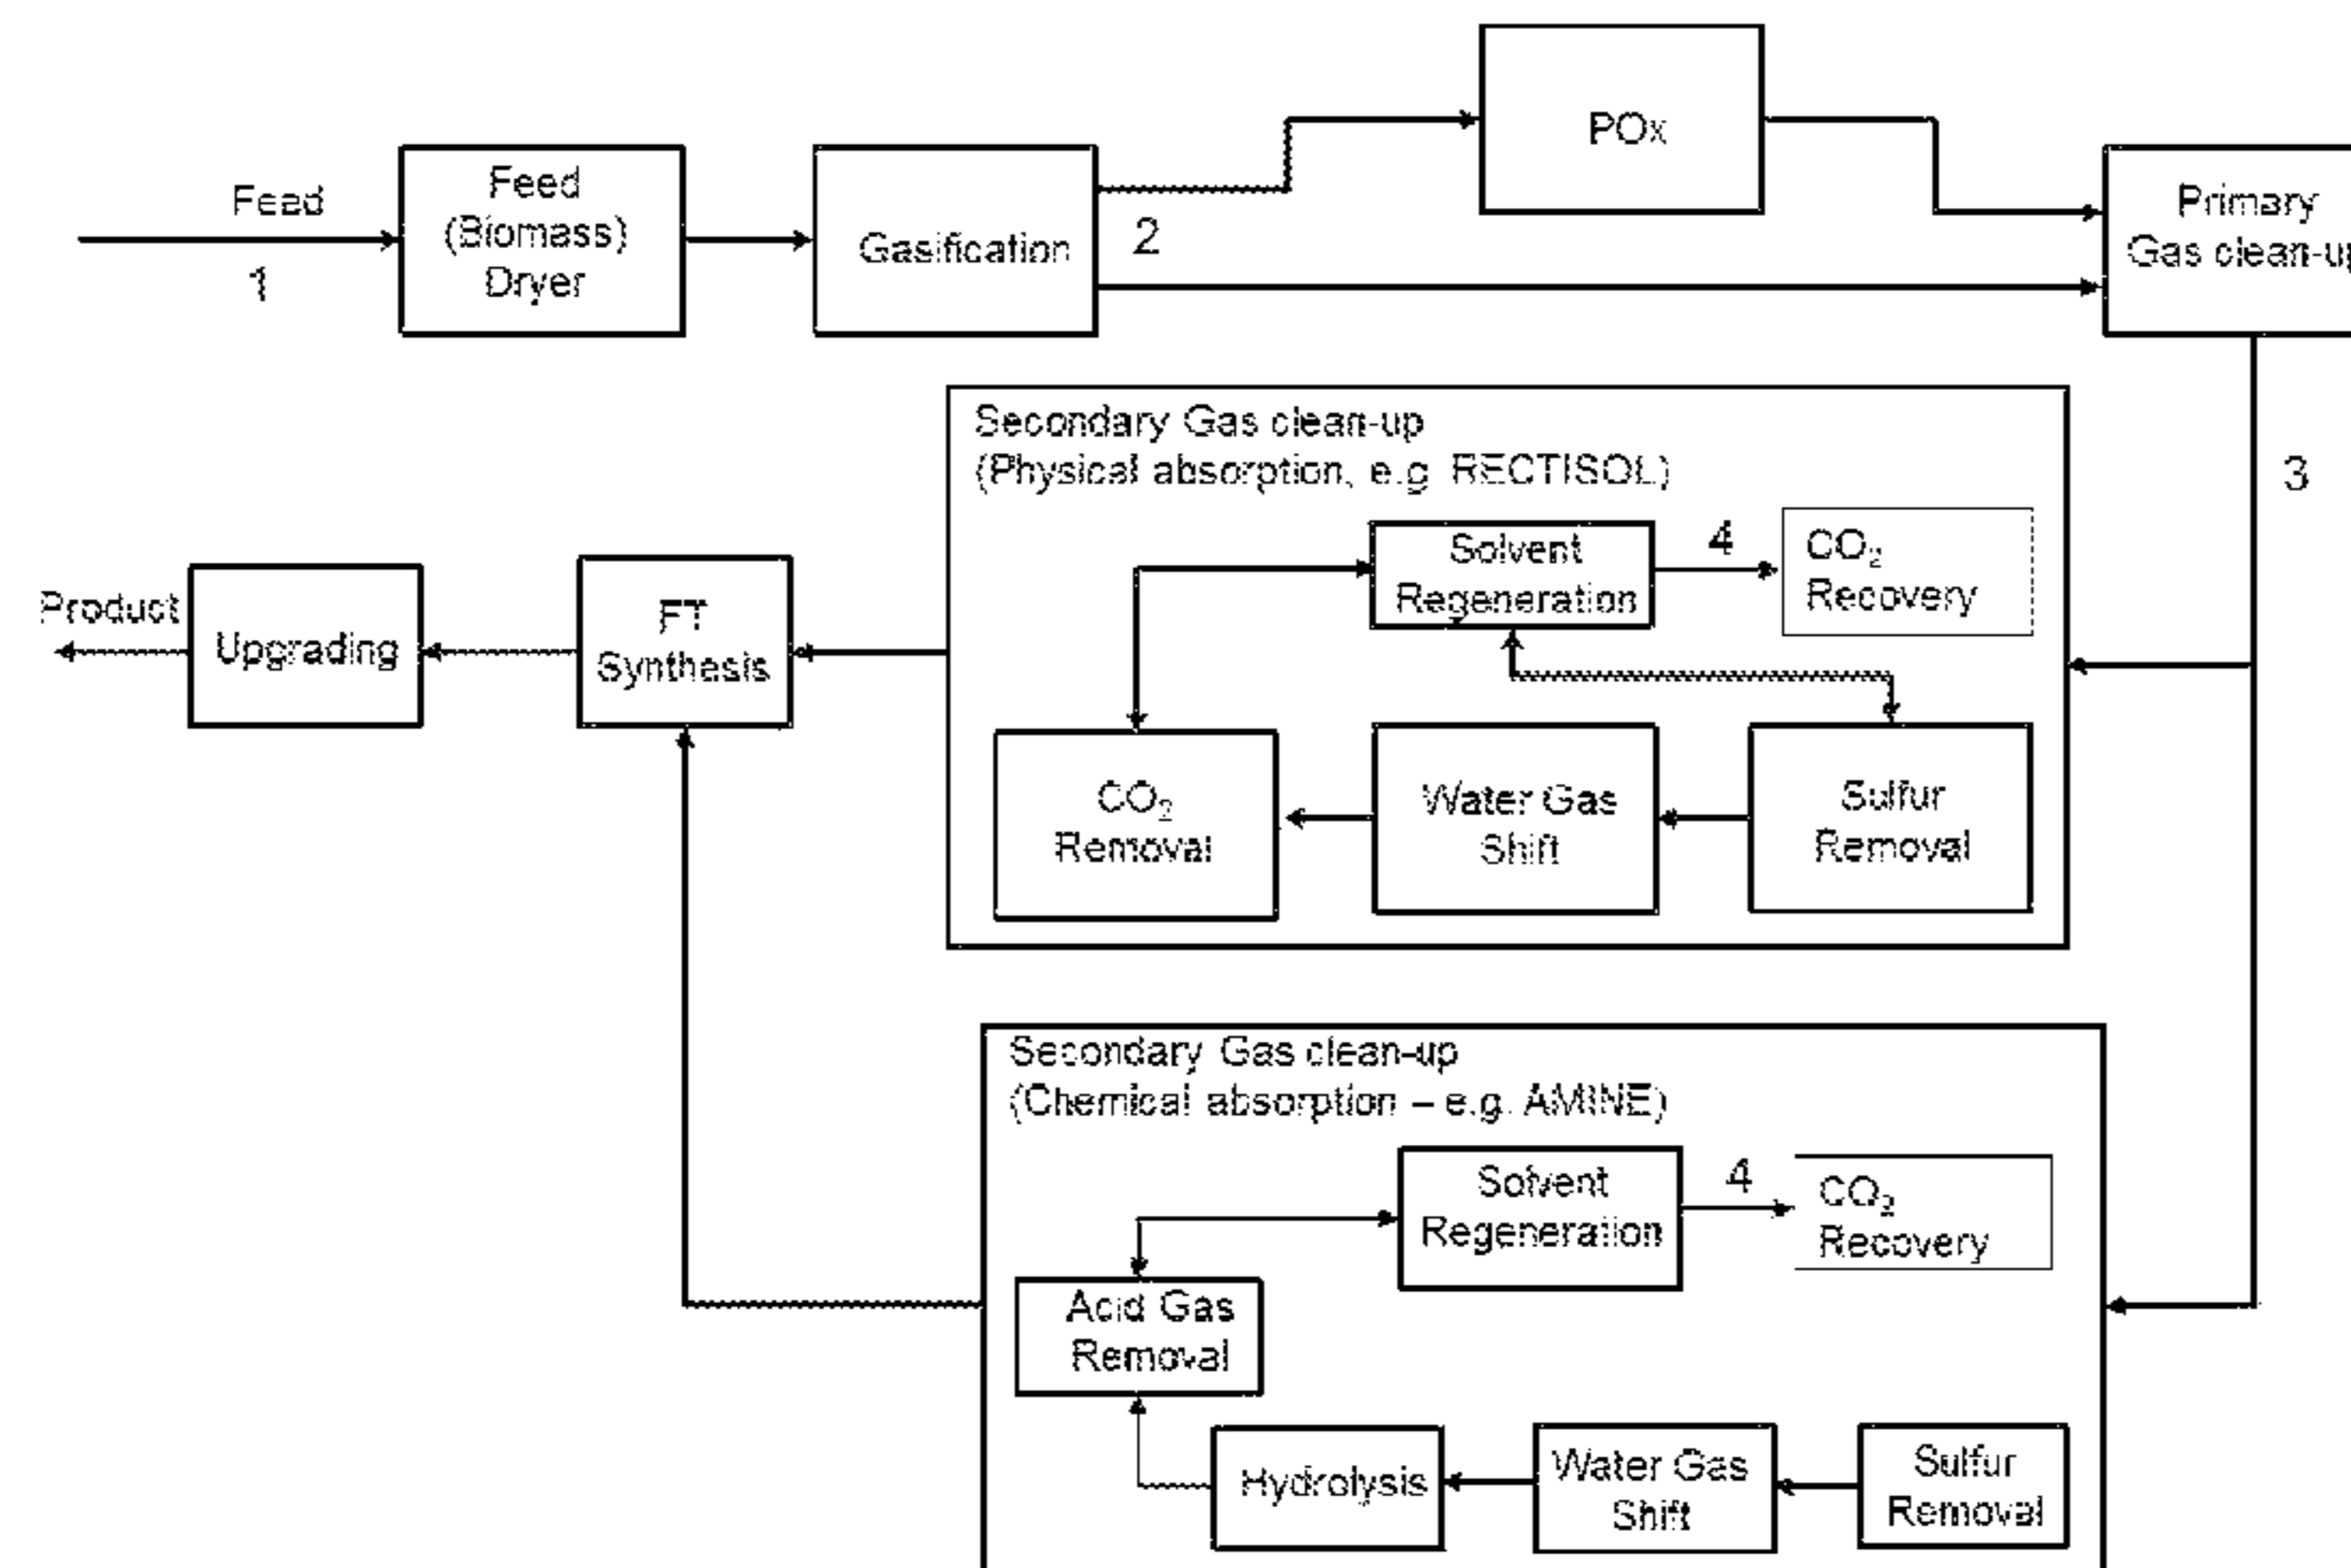 POx
Feed
1
Feed
(Biomass)
Dryer
Gasification
2
Primary
Gas clean-up
3
Secondary Gas clean-up
(Physical absorption, e.g. RECTISOL)
Solvent
Regeneration
4
CO₂
Recovery
Product
Upgrading
FT
Synthesis
CO₂
Removal
Water Gas
Shift
Sulfur
Removal
Secondary Gas clean-up
(Chemical absorption – e.g. AMINE)
Solvent
Regeneration
4
CO₂
Recovery
Acid Gas
Removal
Hydrolysis
Water Gas
Shift
Sulfur
Removal